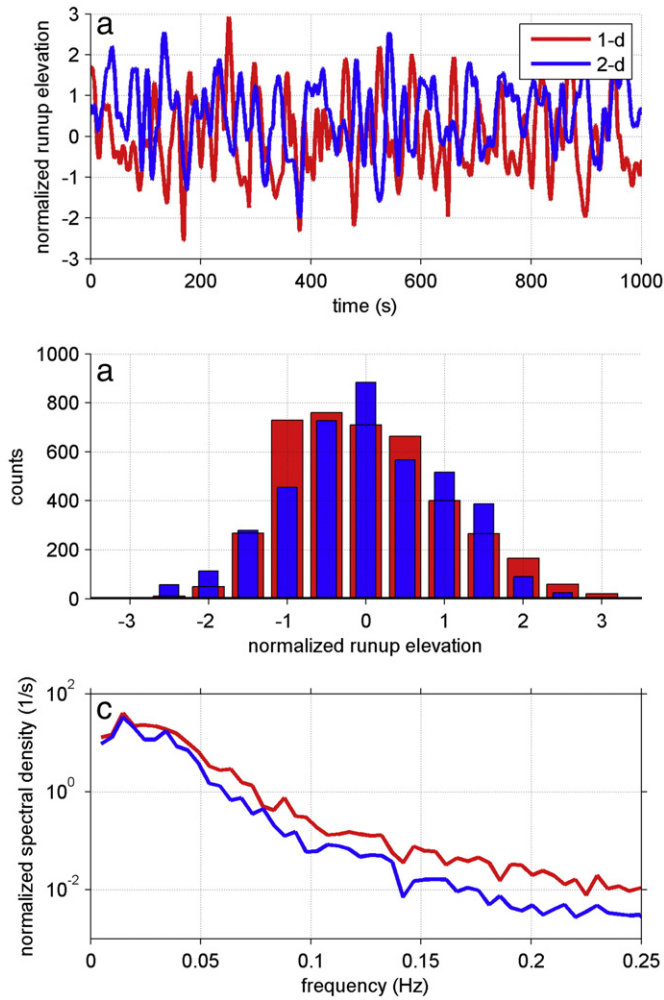 a
3
2
1
0
-1
-2
-3
normalized runup elevation
1-d
2-d
0 200 400 600 800 1000
time (s)
a
1000
800
600
400
200
0
counts
-3 -2 -1 0 1 2 3
normalized runup elevation
c
10^2
10^0
10^-2
normalized spectral density (1/s)
0 0.05 0.1 0.15 0.2 0.25
frequency (Hz)